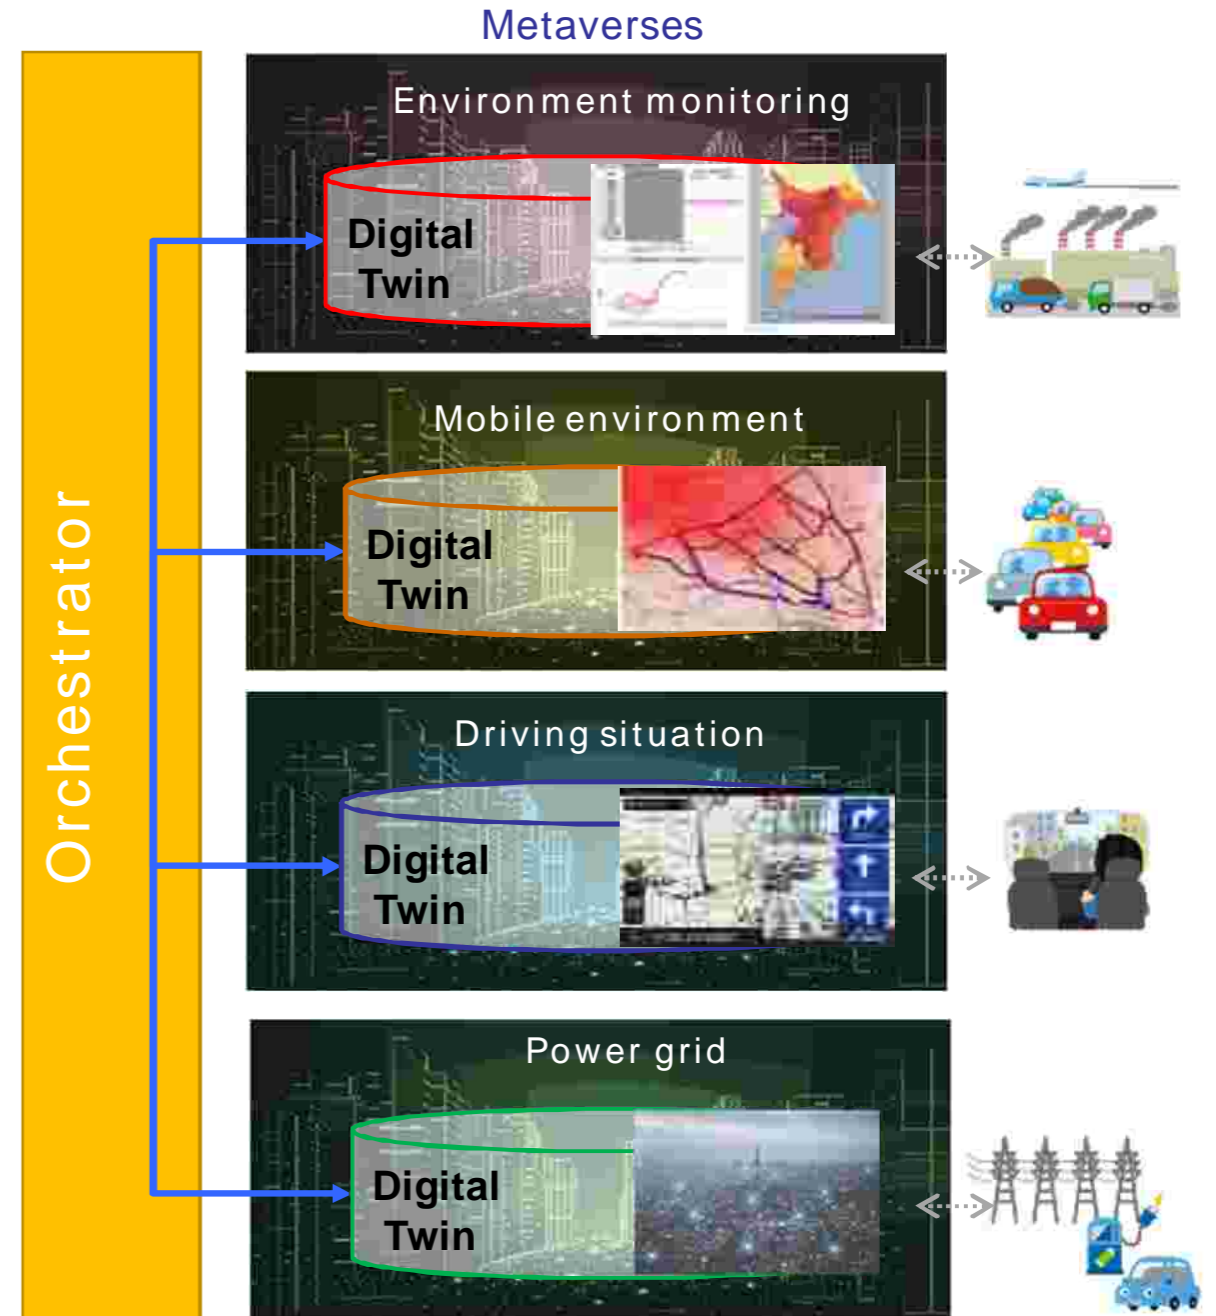 Metaverses
Orchestrator
Environment monitoring
Digital
Twin
Mobile environment
Digital
Twin
Driving situation
Digital
Twin
Power grid
Digital
Twin